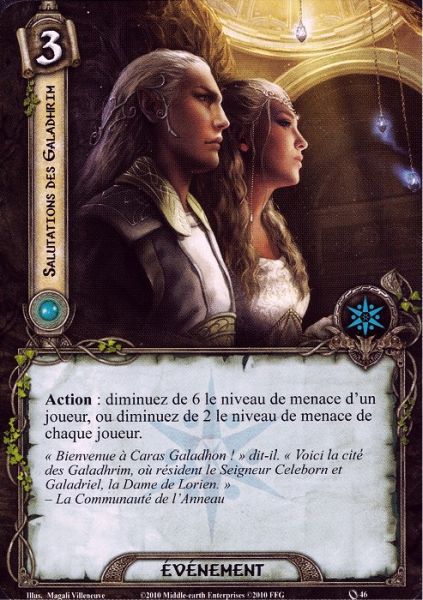 3
SALUTATIONS DES GALADHRIM
Action : diminuez de 6 le niveau de menace d'un
joueur, ou diminuez de 2 le niveau de menace de
chaque joueur.
« Bienvenue à Caras Galadhon ! » dit-il. « Voici la cité
des Galadhrim, où résident le Seigneur Celeborn et
Galadriel, la Dame de Lorien. »
– La Communauté de l'Anneau
ÉVÉNEMENT
Illus. Magali Villeneuve ©2010 Middle-earth Enterprises ©2010 FFG 46